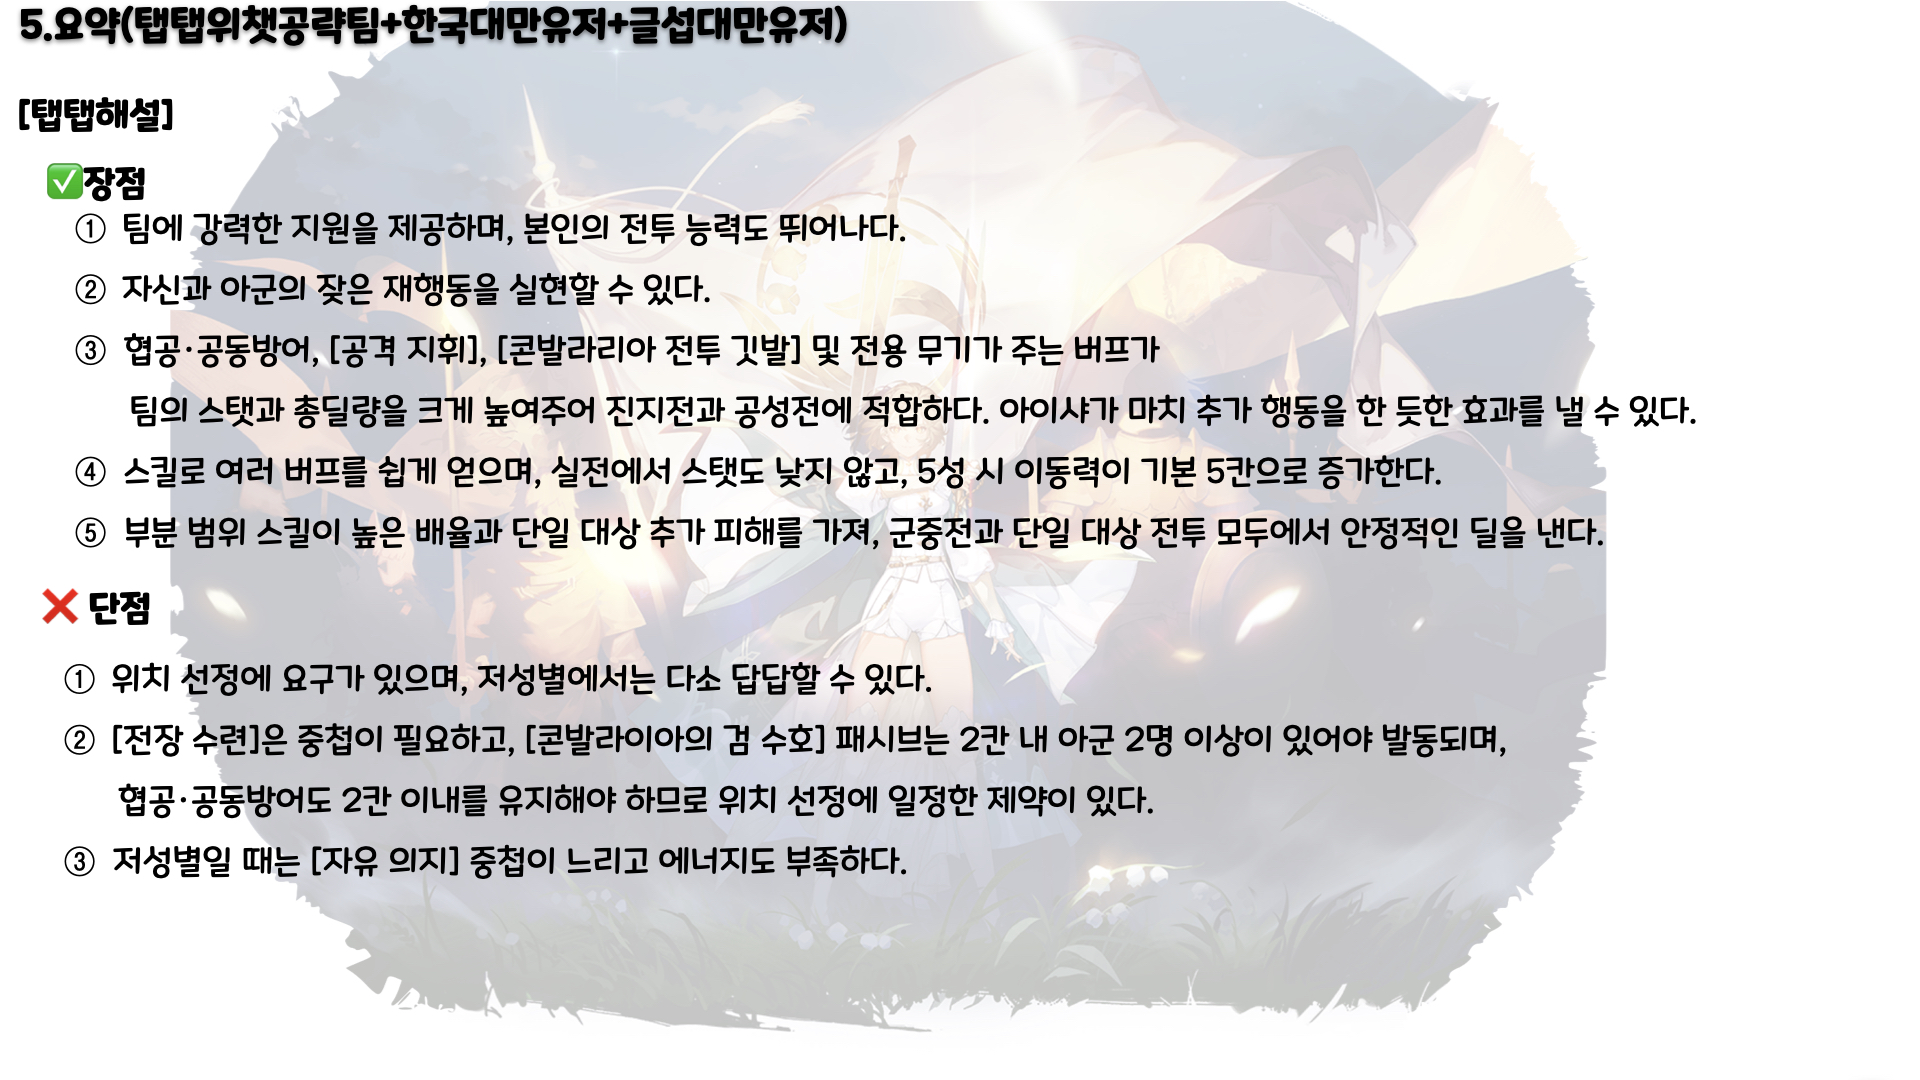 5.요약(탭탭위챗공략팀+한국대만유저+글섭대만유저)
[탭탭해설]
✅장점
① 팀에 강력한 지원을 제공하며, 본인의 전투 능력도 뛰어나다.
② 자신과 아군의 잦은 재행동을 실현할 수 있다.
③ 협공·공동방어, [공격 지휘], [콘발라리아 전투 깃발] 및 전용 무기가 주는 버프가
팀의 스탯과 총딜량을 크게 높여주어 진지전과 공성전에 적합하다. 아이샤가 마치 추가 행동을 한 듯한 효과를 낼 수 있다.
④ 스킬로 여러 버프를 쉽게 얻으며, 실전에서 스탯도 낮지 않고, 5성 시 이동력이 기본 5칸으로 증가한다.
⑤ 부분 범위 스킬이 높은 배율과 단일 대상 추가 피해를 가져, 군중전과 단일 대상 전투 모두에서 안정적인 딜을 낸다.
❌ 단점
① 위치 선정에 요구가 있으며, 저성별에서는 다소 답답할 수 있다.
② [전장 수련]은 중첩이 필요하고, [콘발라이아의 검 수호] 패시브는 2칸 내 아군 2명 이상이 있어야 발동되며,
협공·공동방어도 2칸 이내를 유지해야 하므로 위치 선정에 일정한 제약이 있다.
③ 저성별일 때는 [자유 의지] 중첩이 느리고 에너지도 부족하다.